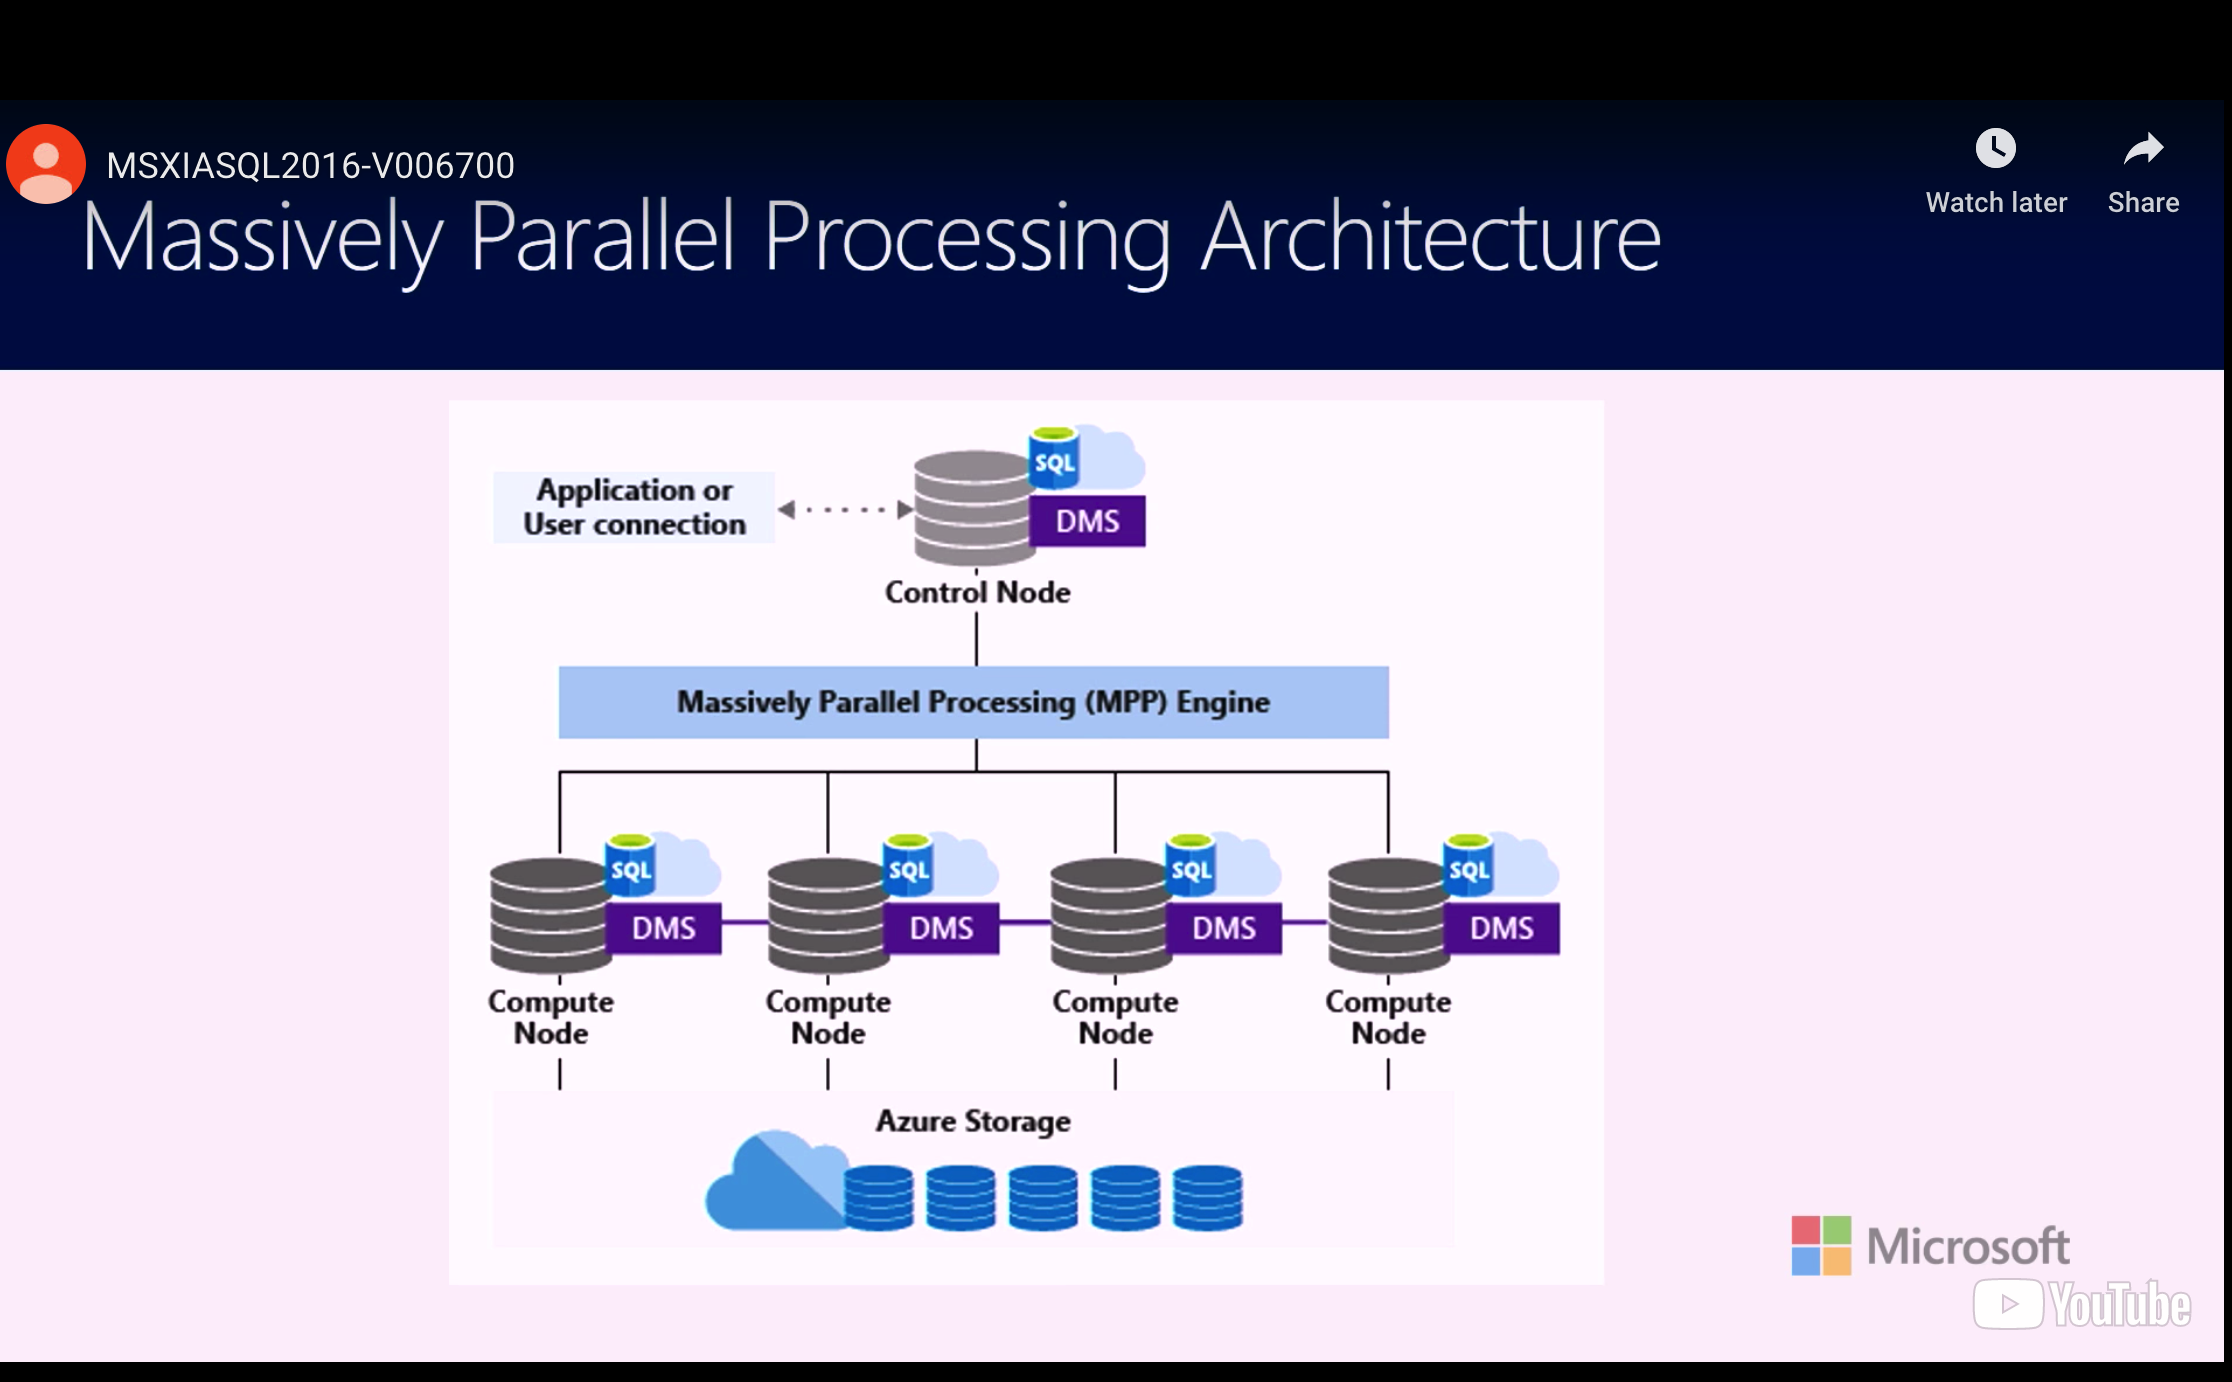 MSXIASQL2016-V006700
Watch later
Share
Massively Parallel Processing Architecture
SQL
Application or
User connection
DMS
Control Node
Massively Parallel Processing (MPP) Engine
SQL
SQL
SQL
SQL
DMS
DMS
DMS
DMS
Compute
Node
Compute
Node
Compute
Node
Compute
Node
Azure Storage
Microsoft
YouTube